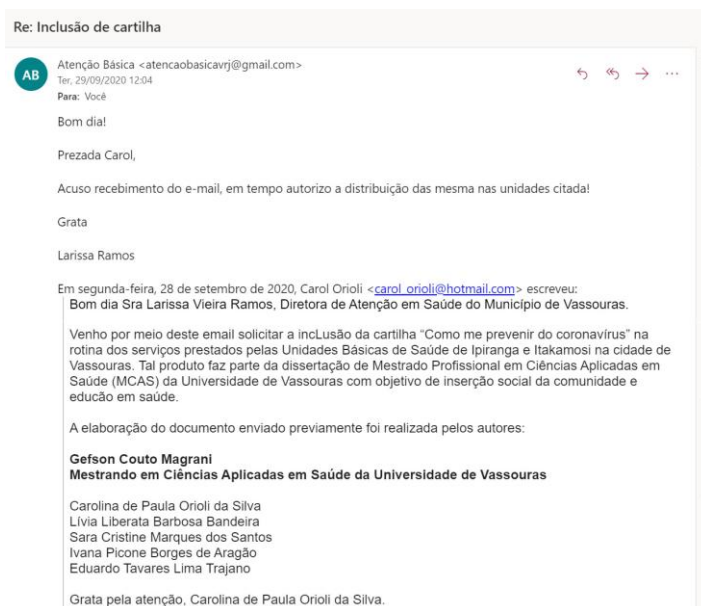 Re: Inclusão de cartilha
AB
Atenção Básica <atencaobasicavrj@gmail.com>
Ter, 29/09/2020 12:04
Para: Você
Bom dia!
Prezada Carol,
Acuso recebimento do e-mail, em tempo autorizo a distribuição das mesma nas unidades citada!
Grata
Larissa Ramos
Em segunda-feira, 28 de setembro de 2020, Carol Orioli <carol_orioli@hotmail.com> escreveu:
Bom dia Sra Larissa Vieira Ramos, Diretora de Atenção em Saúde do Município de Vassouras.
Venho por meio deste email solicitar a incLusão da cartilha “Como me prevenir do coronavírus” na
rotina dos serviços prestados pelas Unidades Básicas de Saúde de Ipiranga e Itakamosi na cidade de
Vassouras. Tal produto faz parte da dissertação de Mestrado Profissional em Ciências Aplicadas em
Saúde (MCAS) da Universidade de Vassouras com objetivo de inserção social da comunidade e
educão em saúde.
A elaboração do documento enviado previamente foi realizada pelos autores:
Gefson Couto Magrani
Mestrando em Ciências Aplicadas em Saúde da Universidade de Vassouras
Carolina de Paula Orioli da Silva
Lívia Liberata Barbosa Bandeira
Sara Cristine Marques dos Santos
Ivana Picone Borges de Aragão
Eduardo Tavares Lima Trajano
Grata pela atenção, Carolina de Paula Orioli da Silva.